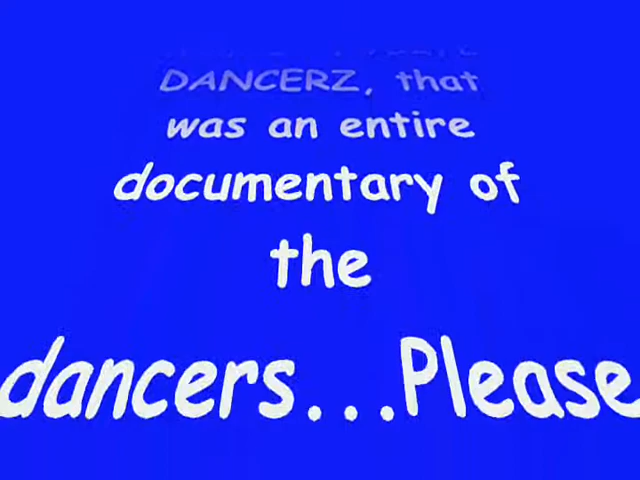 DANCERZ, that
was an entire
documentary of
the
dancers...Please